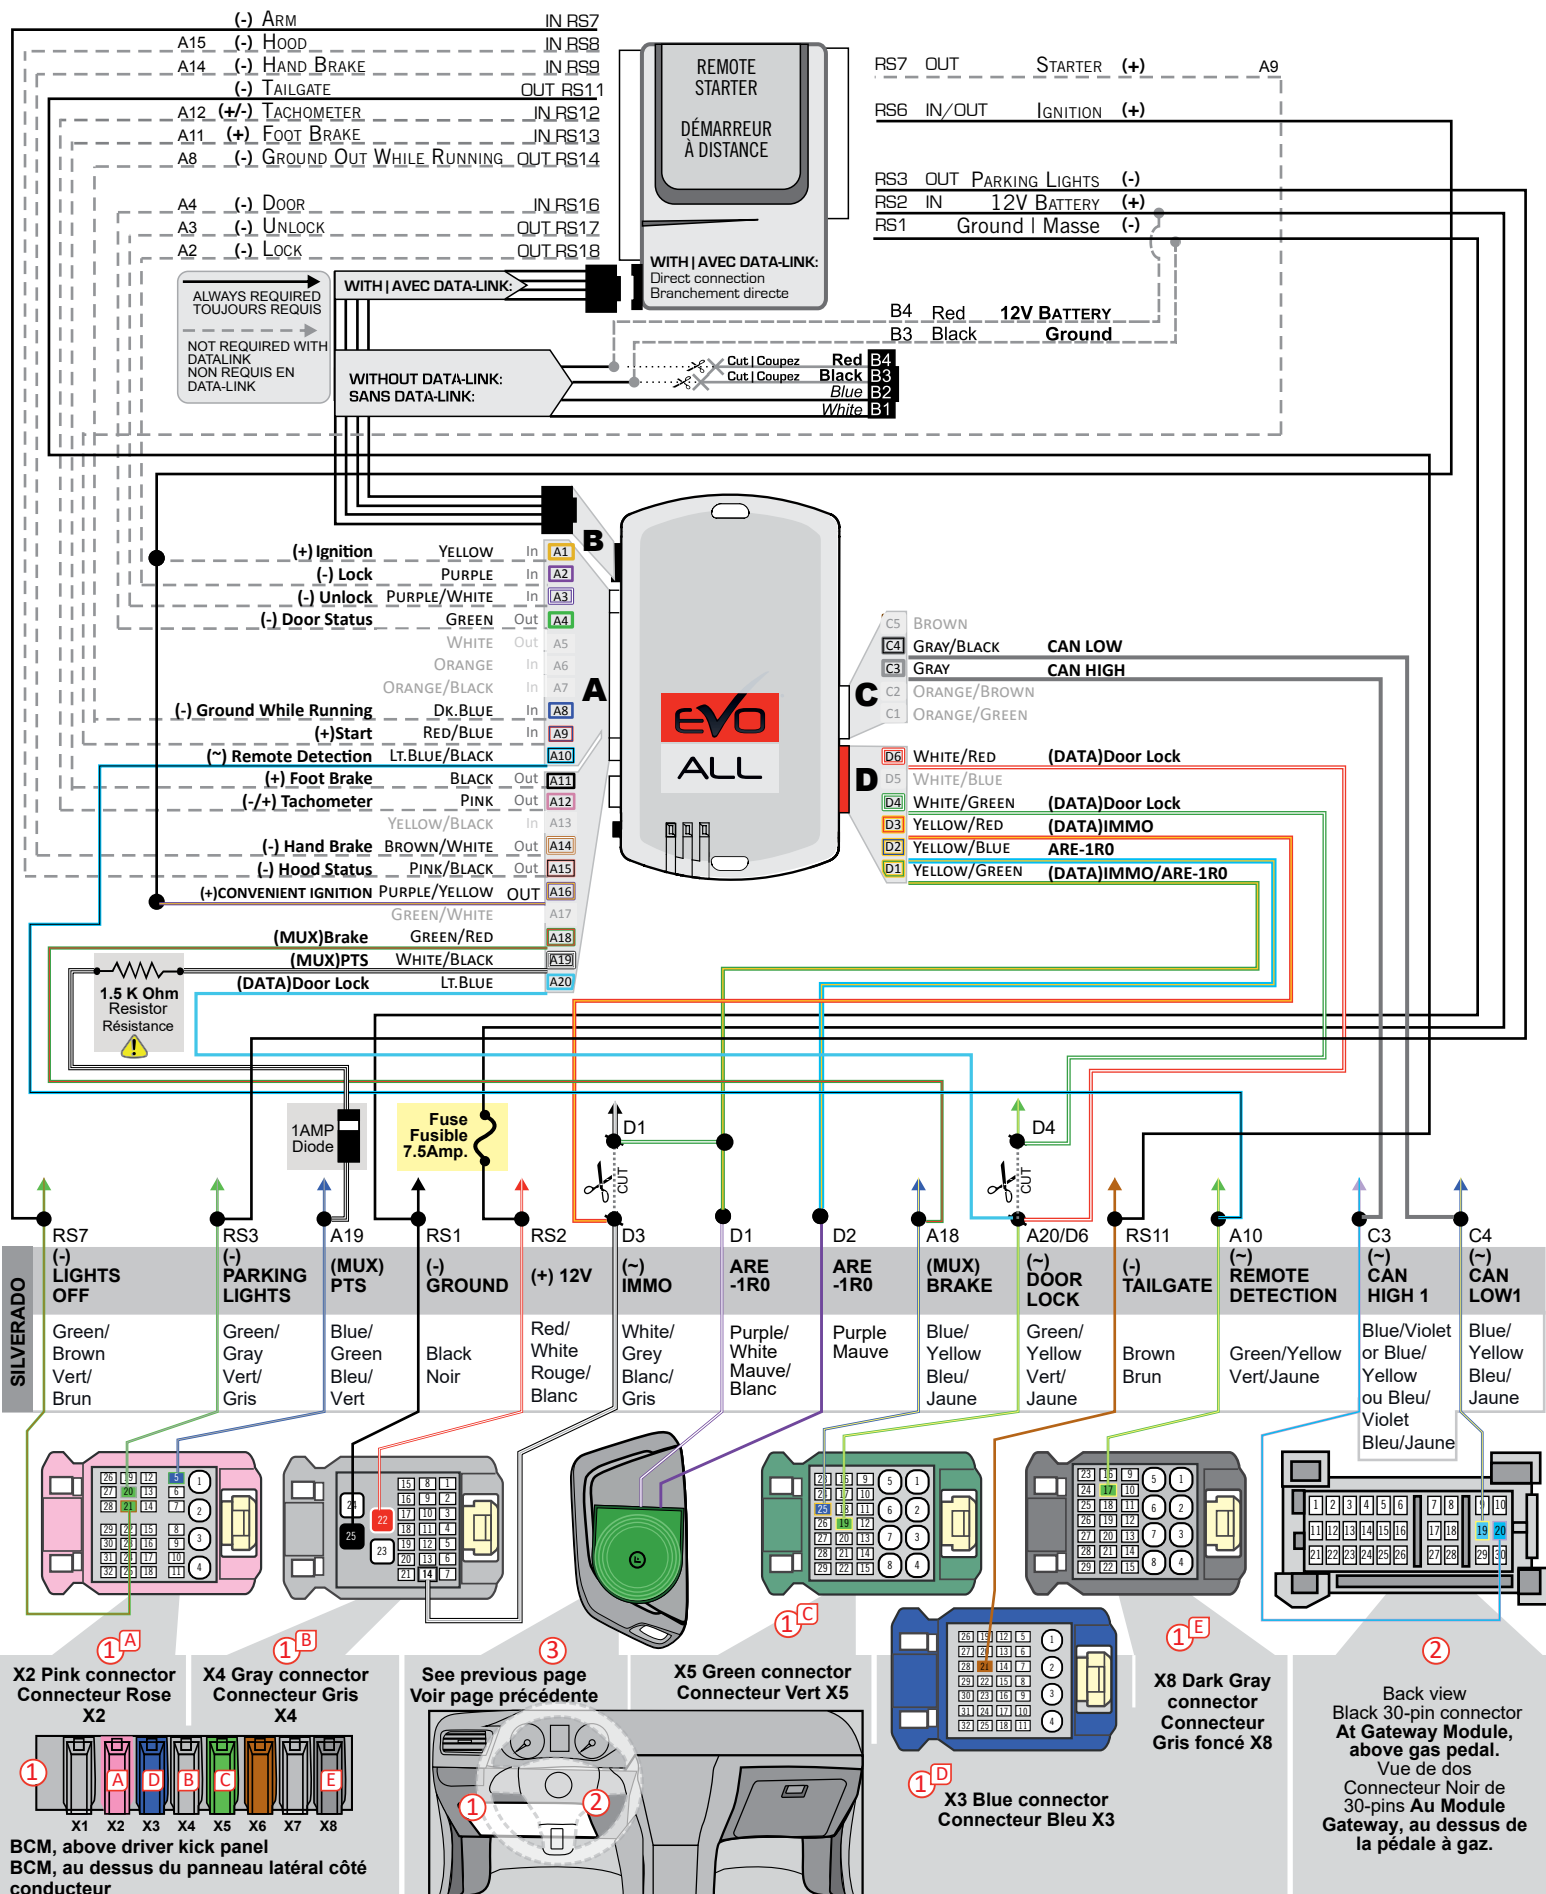 (-) ARM IN RS7
A15 (-) HOOD IN RS8
A14 (-) HAND BRAKE IN RS9
(-) TAILGATE OUT RS11
A12 (+/-) TACHOMETER IN RS12
A11 (+) FOOT BRAKE IN RS13
A8 (-) GROUND OUT WHILE RUNNING OUT RS14
A4 (-) DOOR IN RS16
A3 (-) UNLOCK OUT RS17
A2 (-) LOCK OUT RS18
REMOTE
STARTER
DÉMARREUR
À DISTANCE
WITH | AVEC DATA-LINK:
Direct connection
Branchement directe
RS7 OUT STARTER (+) A9
RS6 IN/OUT IGNITION (+)
RS3 OUT PARKING LIGHTS (-)
RS2 IN 12V BATTERY (+)
RS1 Ground | Masse (-)
ALWAYS REQUIRED
TOUJOURS REQUIS
NOT REQUIRED WITH
DATALINK
NON REQUIS EN
DATA-LINK
WITH | AVEC DATA-LINK:
WITHOUT DATA-LINK:
SANS DATA-LINK:
B4 Red 12V BATTERY
B3 Black Ground
Cut | Coupez Red B4
Cut | Coupez Black B3
Blue B2
White B1
B
A
C
D
(+) Ignition YELLOW In A1
(-) Lock PURPLE In A2
(-) Unlock PURPLE/WHITE In A3
(-) Door Status GREEN Out A4
WHITE Out A5
ORANGE In A6
ORANGE/BLACK In A7
(-) Ground While Running DK.BLUE In A8
(+)Start RED/BLUE In A9
(~) Remote Detection LT.BLUE/BLACK A10
(+) Foot Brake BLACK Out A11
(-/+) Tachometer PINK Out A12
YELLOW/BLACK In A13
(-) Hand Brake BROWN/WHITE Out A14
(-) Hood Status PINK/BLACK Out A15
(+)CONVENIENT IGNITION PURPLE/YELLOW OUT A16
GREEN/WHITE A17
(MUX)Brake GREEN/RED A18
(MUX)PTS WHITE/BLACK A19
(DATA)Door Lock LT.BLUE A20
EVO
ALL
C5 BROWN
C4 GRAY/BLACK CAN LOW
C3 GRAY CAN HIGH
C2 ORANGE/BROWN
C1 ORANGE/GREEN
D6 WHITE/RED (DATA)Door Lock
D5 WHITE/BLUE
D4 WHITE/GREEN (DATA)Door Lock
D3 YELLOW/RED (DATA)IMMO
D2 YELLOW/BLUE ARE-1R0
D1 YELLOW/GREEN (DATA)IMMO/ARE-1R0
1.5 K Ohm
Resistor
Résistance
1AMP
Diode
Fuse
Fusible
7.5Amp.
D1
CUT
D4
CUT
RS7 RS3 A19 RS1 RS2 D3 D1 D2 A18 A20/D6 RS11 A10 C3 C4
SILVERADO
(-)
LIGHTS
OFF
(-)
PARKING
LIGHTS
(MUX)
PTS
(-)
GROUND
(+) 12V
(~)
IMMO
ARE
-1R0
ARE
-1R0
(MUX)
BRAKE
(~)
DOOR
LOCK
(-)
TAILGATE
(~)
REMOTE
DETECTION
(~)
CAN
HIGH 1
(~)
CAN
LOW1
Green/
Brown
Vert/
Brun
Green/
Gray
Vert/
Gris
Blue/
Green
Bleu/
Vert
Black
Noir
Red/
White
Rouge/
Blanc
White/
Grey
Blanc/
Gris
Purple/
White
Mauve/
Blanc
Purple
Mauve
Blue/
Yellow
Bleu/
Jaune
Green/
Yellow
Vert/
Jaune
Brown
Brun
Green/Yellow
Vert/Jaune
Blue/Violet
or Blue/
Yellow
ou Bleu/
Violet
Bleu/Jaune
Blue/
Yellow
Bleu/
Jaune
1 A
X2 Pink connector
Connecteur Rose
X2
1 B
X4 Gray connector
Connecteur Gris
X4
3
See previous page
Voir page précédente
1 C
X5 Green connector
Connecteur Vert X5
1 D
X3 Blue connector
Connecteur Bleu X3
1 E
X8 Dark Gray
connector
Connecteur
Gris foncé X8
2
Back view
Black 30-pin connector
At Gateway Module,
above gas pedal.
Vue de dos
Connecteur Noir de
30-pins Au Module
Gateway, au dessus de
la pédale à gaz.
1
A D B C E
X1 X2 X3 X4 X5 X6 X7 X8
BCM, above driver kick panel
BCM, au dessus du panneau latéral côté
conducteur
1
2